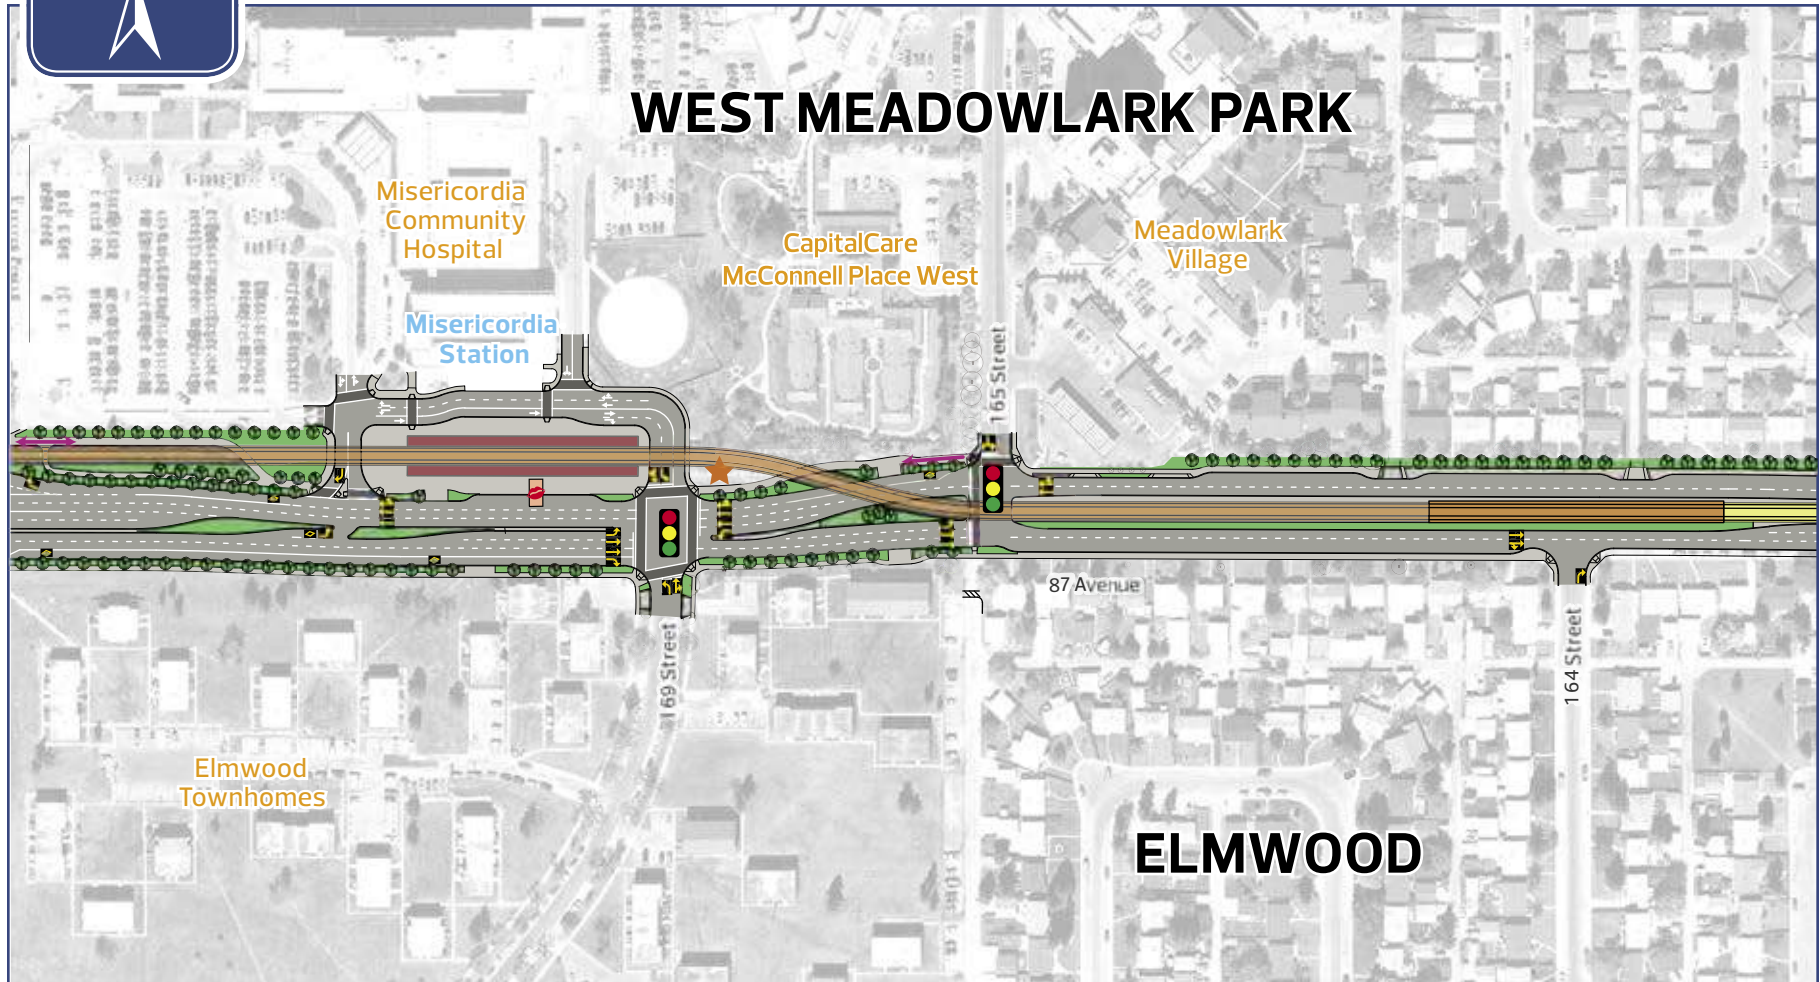 WEST MEADOWLARK PARK
Misericordia
Community
Hospital
CapitalCare
McConnell Place West
Meadowlark
Village
Misericordia
Station
165 Street
87 Avenue
169 Street
164 Street
Elmwood
Townhomes
ELMWOOD